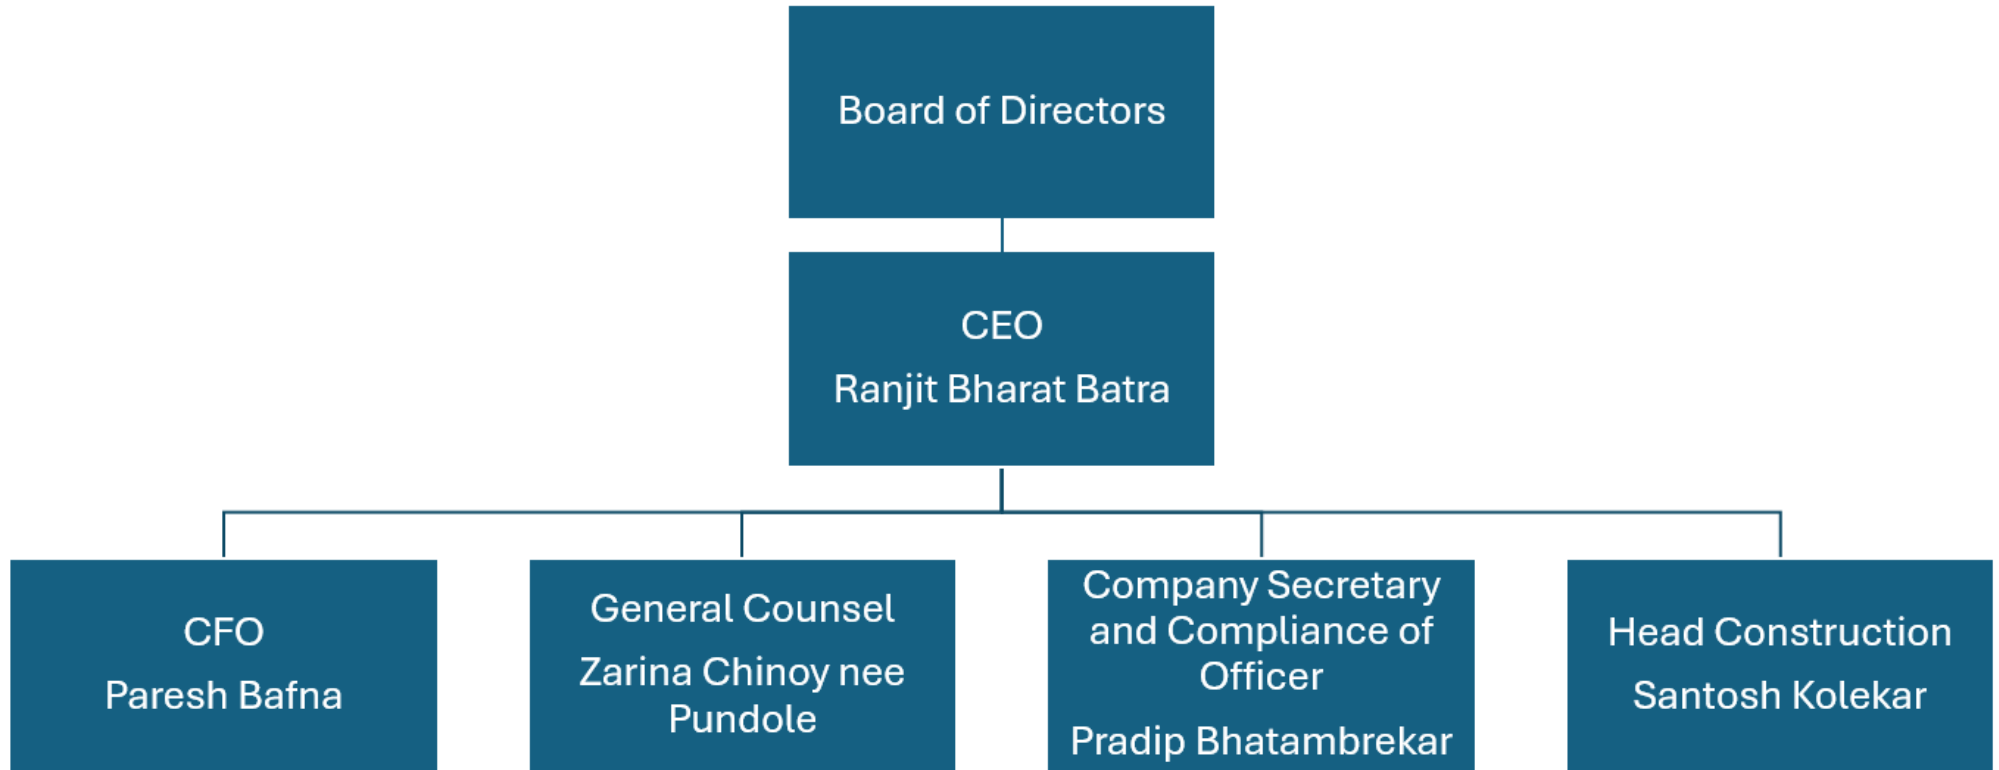 Board of Directors
CEO
Ranjit Bharat Batra
CFO
Paresh Bafna
General Counsel
Zarina Chinoy nee
Pundole
Company Secretary
and Compliance of
Officer
Pradip Bhatambrekar
Head Construction
Santosh Kolekar